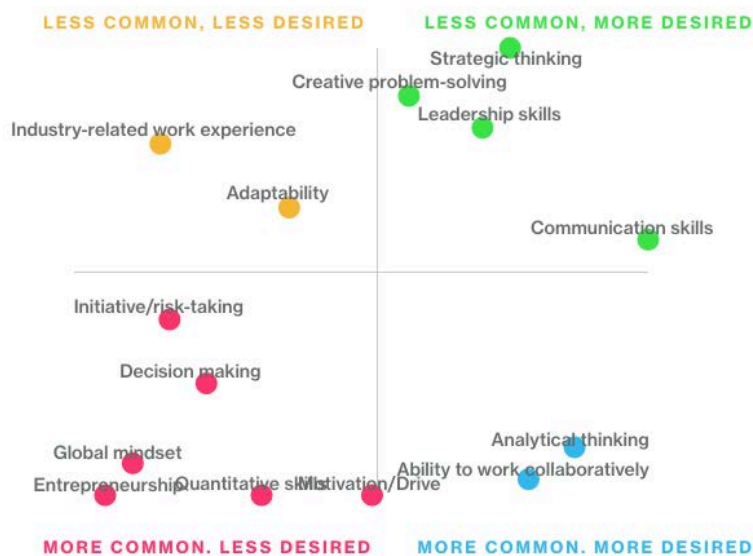 LESS COMMON, LESS DESIRED
LESS COMMON, MORE DESIRED
Strategic thinking
Creative problem-solving
Leadership skills
Industry-related work experience
Adaptability
Communication skills
Initiative/risk-taking
Decision making
Analytical thinking
Global mindset
Ability to work collaboratively
Entrepreneurship
Quantitative skills
Motivation/Drive
MORE COMMON. LESS DESIRED
MORE COMMON. MORE DESIRED